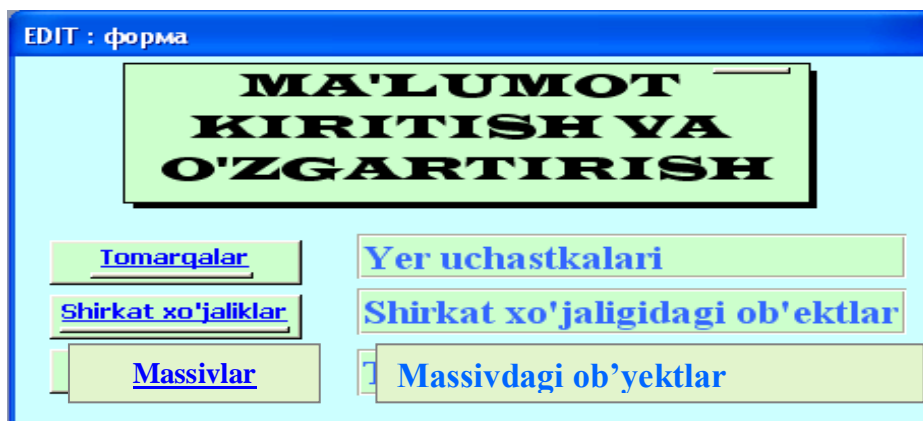 EDIT : форма
MA'LUMOT
KIRITISH VA
O'ZGARTIRISH
Tomarqalar
Yer uchastkalari
Shirkat xo'jaliklar
Shirkat xo'jaligidagi ob'ektlar
Massivlar
Massivdagi ob’yektlar